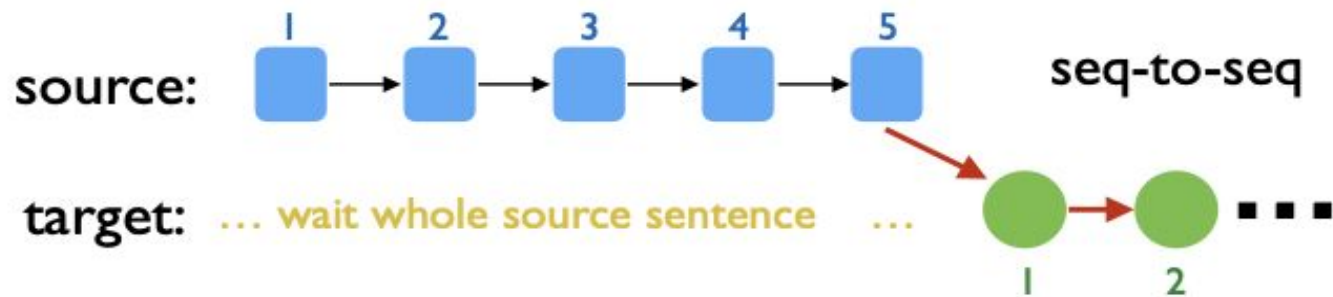 1 2 3 4 5
source: seq-to-seq
target: ... wait whole source sentence ... ...
1 2